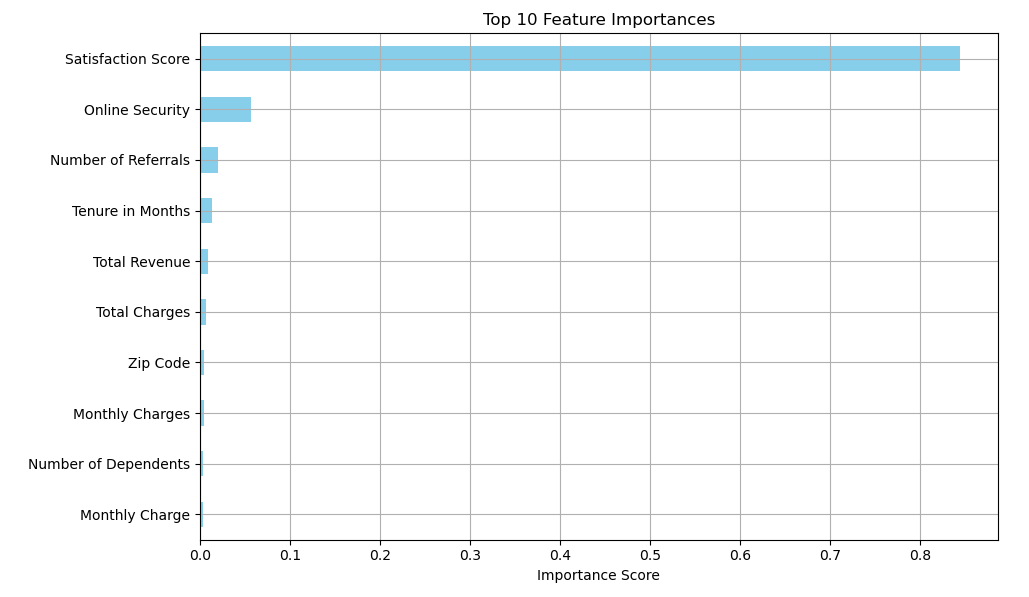 Top 10 Feature Importances
Satisfaction Score
Online Security
Number of Referrals
Tenure in Months
Total Revenue
Total Charges
Zip Code
Monthly Charges
Number of Dependents
Monthly Charge
0.0 0.1 0.2 0.3 0.4 0.5 0.6 0.7 0.8
Importance Score